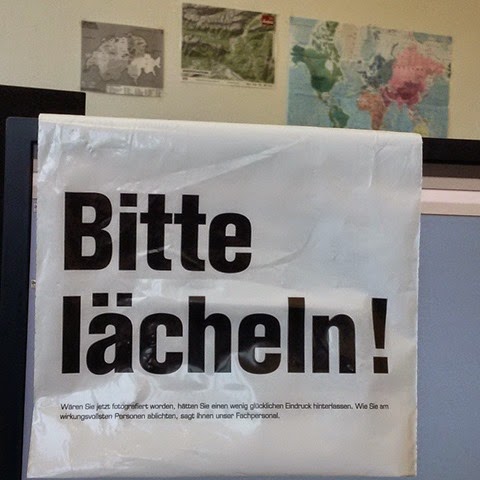 Bitte
lächeln!
Wären Sie jetzt fotografiert worden, hätten Sie einen wenig glücklichen Eindruck hinterlassen. Wie Sie am
wirkungsvollsten Personen ablichten, sagt Ihnen unser Fachpersonal.